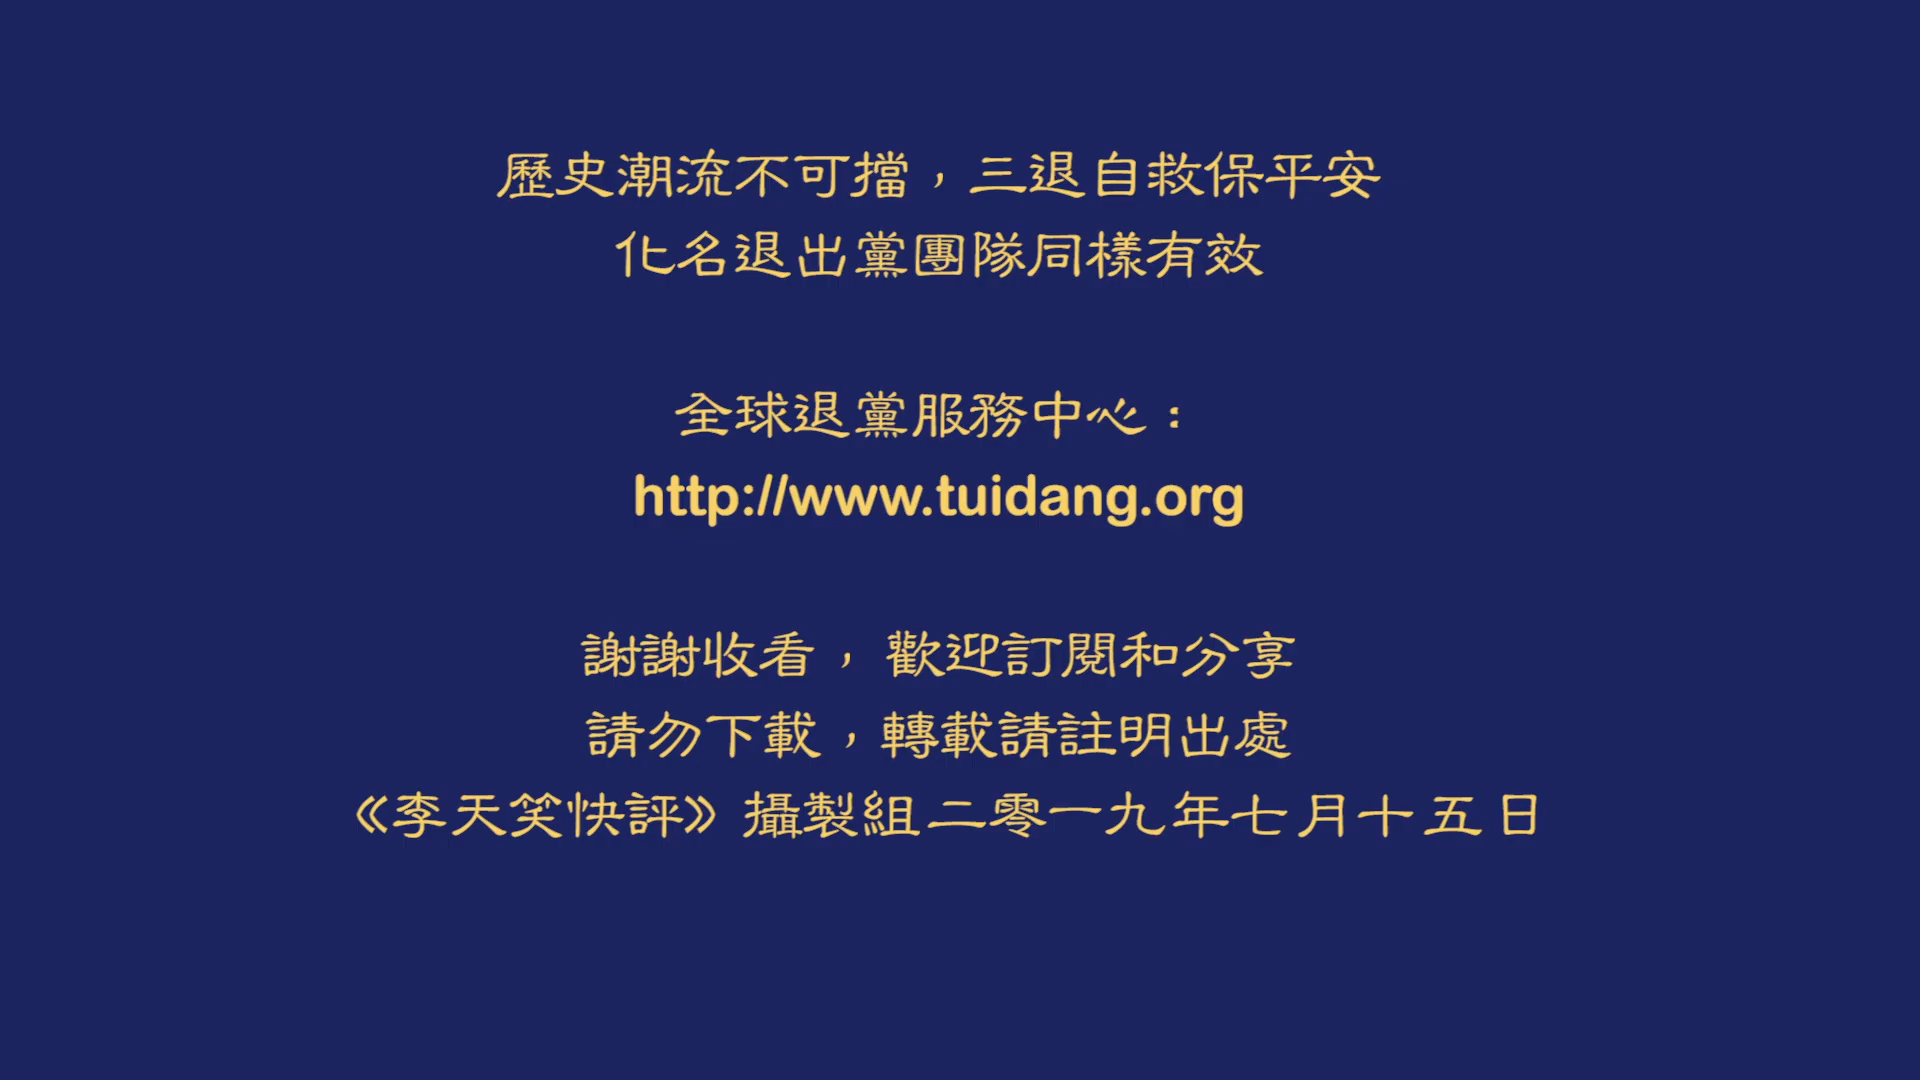 歷史潮流不可擋，三退自救保平安
化名退出黨團隊同樣有效
全球退黨服務中心：
http://www.tuidang.org
謝謝收看， 歡迎訂閱和分享
請勿下載，轉載請註明出處
《李天笑快評》攝製組二零一九年七月十五日